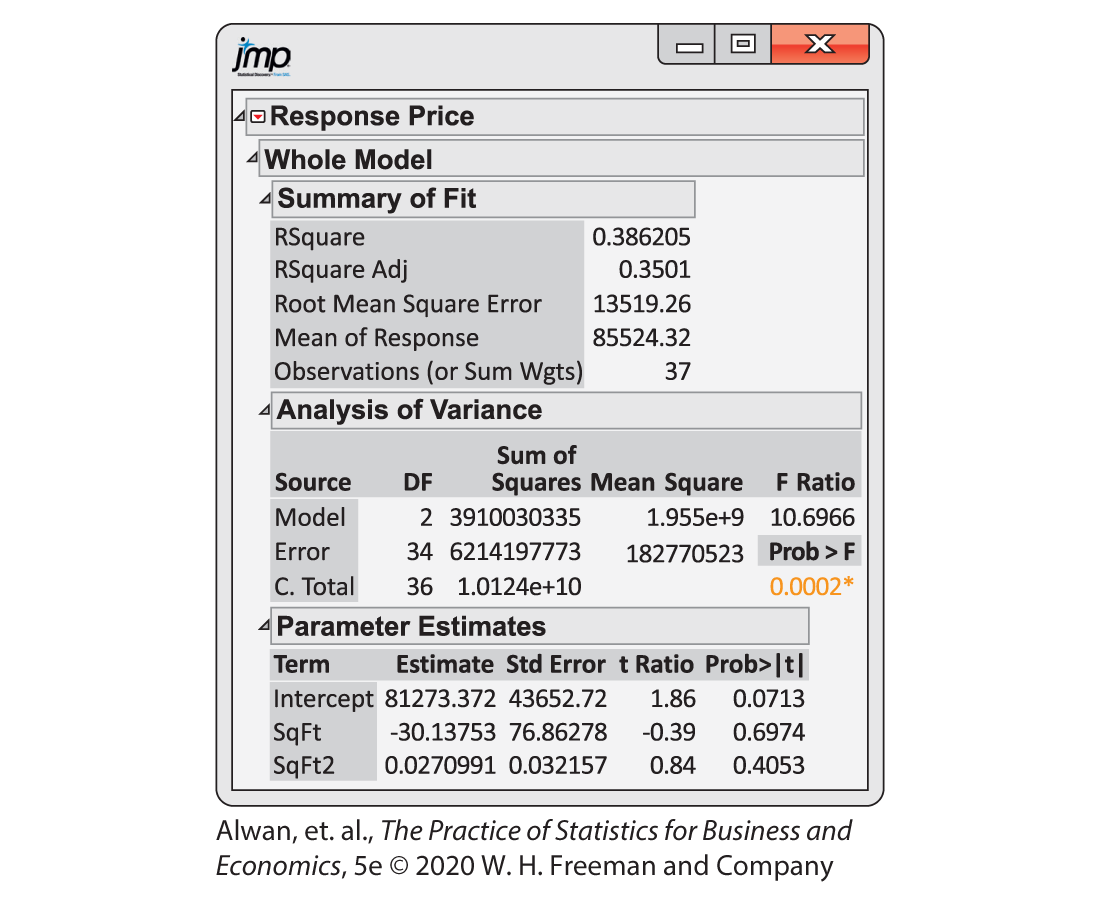 jmp
Statistical Discovery™ From SAS.
Response Price
Whole Model
Summary of Fit
RSquare 0.386205
RSquare Adj 0.3501
Root Mean Square Error 13519.26
Mean of Response 85524.32
Observations (or Sum Wgts) 37
Analysis of Variance
Sum of
Source DF Squares Mean Square F Ratio
Model 2 3910030335 1.955e+9 10.6966
Error 34 6214197773 182770523 Prob > F
C. Total 36 1.0124e+10 0.0002*
Parameter Estimates
Term Estimate Std Error t Ratio Prob>|t|
Intercept 81273.372 43652.72 1.86 0.0713
SqFt -30.13753 76.86278 -0.39 0.6974
SqFt2 0.0270991 0.032157 0.84 0.4053
Alwan, et. al., The Practice of Statistics for Business and
Economics, 5e © 2020 W. H. Freeman and Company